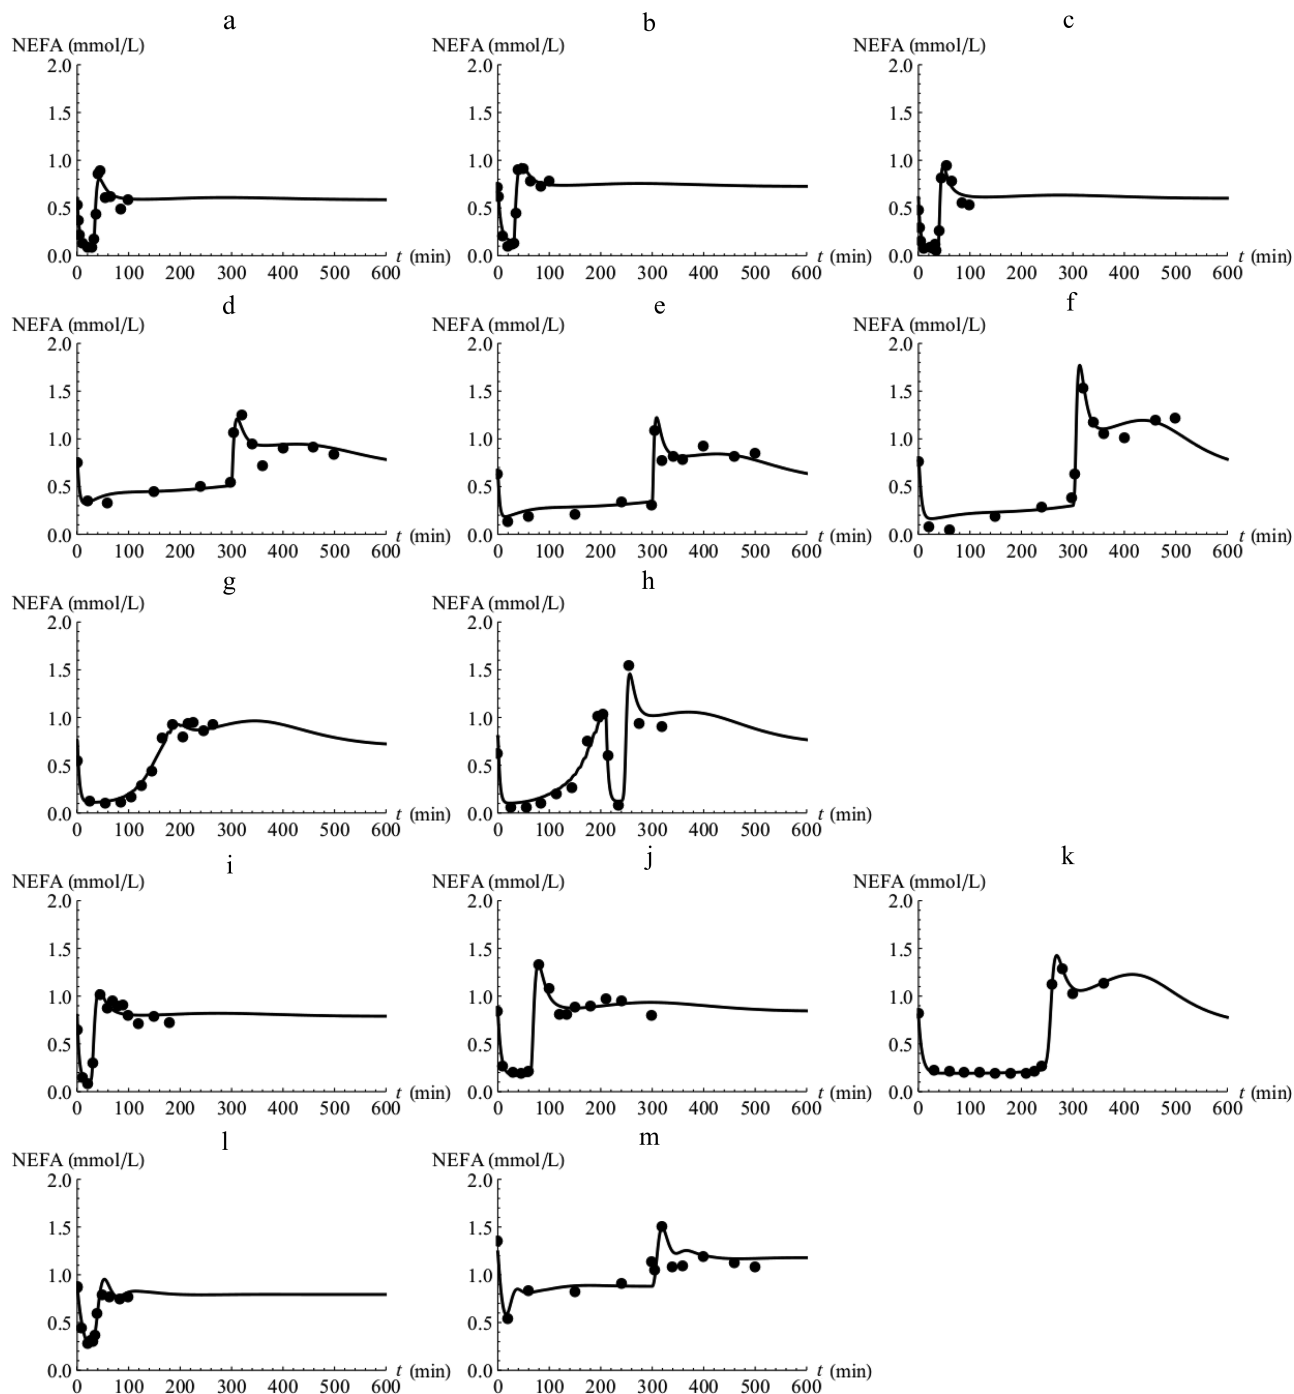 a b c
NEFA (mmol/L) NEFA (mmol/L) NEFA (mmol/L)
2.0 2.0 2.0
1.5 1.5 1.5
1.0 1.0 1.0
0.5 0.5 0.5
0.0 0.0 0.0
t (min) t (min) t (min)
0 100 200 300 400 500 600 0 100 200 300 400 500 600 0 100 200 300 400 500 600
d e f
NEFA (mmol/L) NEFA (mmol/L) NEFA (mmol/L)
2.0 2.0 2.0
1.5 1.5 1.5
1.0 1.0 1.0
0.5 0.5 0.5
0.0 0.0 0.0
t (min) t (min) t (min)
0 100 200 300 400 500 600 0 100 200 300 400 500 600 0 100 200 300 400 500 600
g h
NEFA (mmol/L) NEFA (mmol/L)
2.0 2.0
1.5 1.5
1.0 1.0
0.5 0.5
0.0 0.0
t (min) t (min)
0 100 200 300 400 500 600 0 100 200 300 400 500 600
i j k
NEFA (mmol/L) NEFA (mmol/L) NEFA (mmol/L)
2.0 2.0 2.0
1.5 1.5 1.5
1.0 1.0 1.0
0.5 0.5 0.5
0.0 0.0 0.0
t (min) t (min) t (min)
0 100 200 300 400 500 600 0 100 200 300 400 500 600 0 100 200 300 400 500 600
l m
NEFA (mmol/L) NEFA (mmol/L)
2.0 2.0
1.5 1.5
1.0 1.0
0.5 0.5
0.0 0.0
t (min) t (min)
0 100 200 300 400 500 600 0 100 200 300 400 500 600